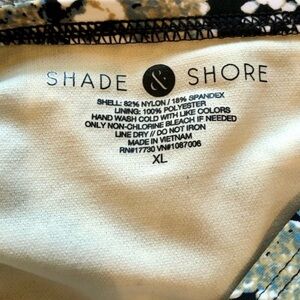 SHADE & SHORE
SHELL: 82% NYLON / 18% SPANDEX
LINING: 100% POLYESTER
HAND WASH COLD WITH LIKE COLORS
ONLY NON-CHLORINE BLEACH IF NEEDED
LINE DRY // DO NOT IRON
MADE IN VIETNAM
RN#17730 VN#1087006
XL